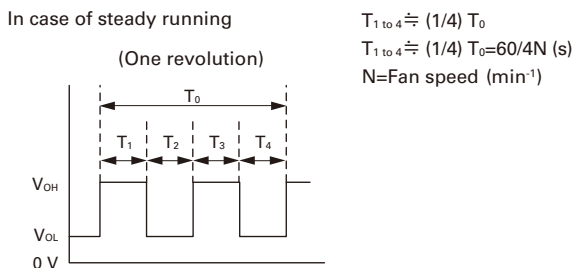 In case of steady running
(One revolution)
T₀
T₁ T₂ T₃ T₄
VOH
VOL
0 V
T₁ to ₄≒ (1/4) T₀
T₁ to ₄≒ (1/4) T₀=60/4N (s)
N=Fan speed (min⁻¹)